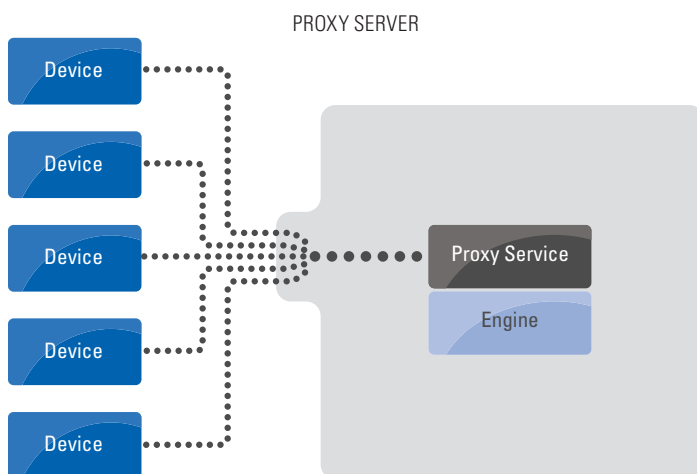 PROXY SERVER
Device
Device
Device
Device
Device
Proxy Service
Engine